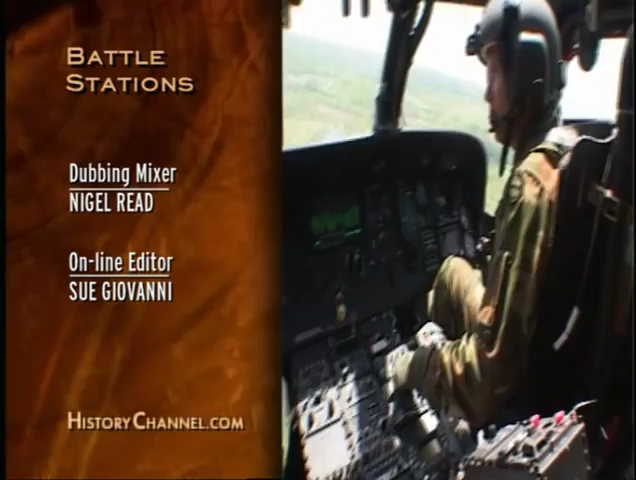 BATTLE
STATIONS
Dubbing Mixer
NIGEL READ
On-line Editor
SUE GIOVANNI
HISTORYCHANNEL.COM